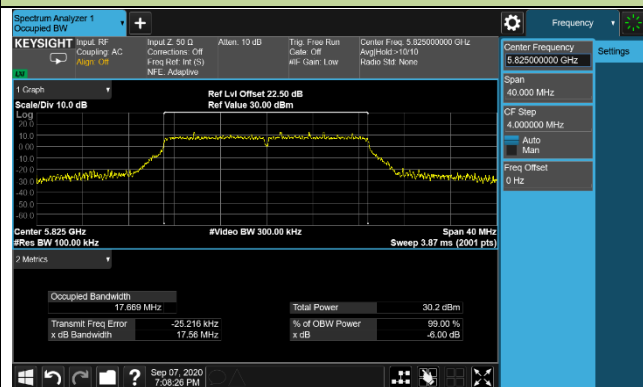 Spectrum Analyzer 1
Occupied BW
+
Frequency
KEYSIGHT
Input: RF
Coupling: AC
Align: Off
Input Z: 50 Ω
Corrections: Off
Freq Ref: Int (S)
NFE: Adaptive
Atten: 10 dB
Trig: Free Run
Gate: Off
#IF Gain: Low
Center Freq: 5.825000000 GHz
Avg|Hold:>10/10
Radio Std: None
Center Frequency
5.825000000 GHz
Settings
Span
40.000 MHz
CF Step
4.000000 MHz
Auto
Man
Freq Offset
0 Hz
1 Graph
Scale/Div 10.0 dB
Ref Lvl Offset 22.50 dB
Ref Value 30.00 dBm
Log
20.0
10.0
0.00
-10.0
-20.0
-30.0
-40.0
-50.0
-60.0
Center 5.825 GHz
#Video BW 300.00 kHz
Span 40 MHz
#Res BW 100.00 kHz
Sweep 3.87 ms (2001 pts)
2 Metrics
Occupied Bandwidth
17.669 MHz
Total Power 30.2 dBm
Transmit Freq Error -25.216 kHz
% of OBW Power 99.00 %
x dB Bandwidth 17.56 MHz
x dB -6.00 dB
?
Sep 07, 2020
7:08:26 PM